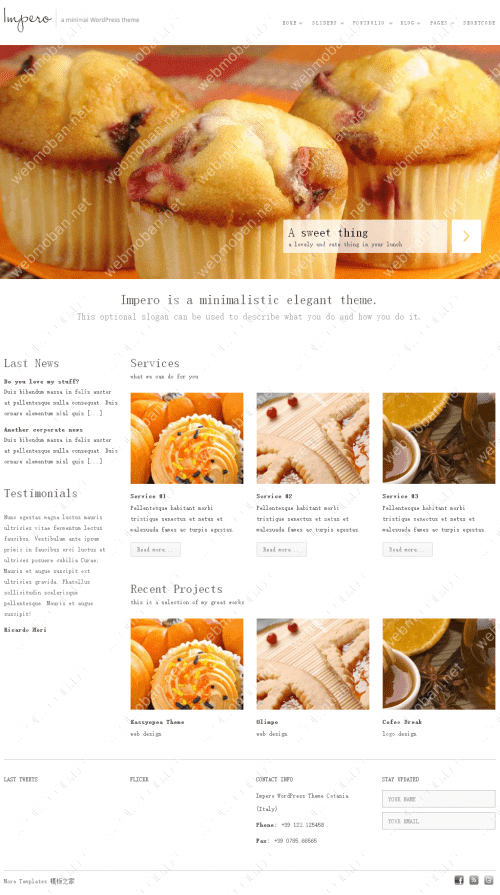 Impero
a minimal WordPress theme
HOME SLIDERS PORTFOLIO BLOG PAGES SHORTCODE
A sweet thing
a lovely and cute thing in your lunch
Impero is a minimalistic elegant theme.
This optional slogan can be used to describe what you do and how you do it.
Last News
Do you love my stuff?
Duis bibendum massa in felis auctor
at pellentesque nulla consequat. Duis
ornare elementum nisl quis [...]
Another corporate news
Duis bibendum massa in felis auctor
at pellentesque nulla consequat. Duis
ornare elementum nisl quis [...]
Testimonials
Nunc egestas magna luctus mauris
ultricies vitae fermentum lectus
faucibus. Vestibulum ante ipsum
primis in faucibus orci luctus et
ultrices posuere cubilia Curae;
Mauris et augue suscipit est
ultricies gravida. Phasellus
sollicitudin scelerisque
pellentesque. Mauris et augue
suscipit!
Ricardo Mori
Services
what we can do for you
Service #1
Pellentesque habitant morbi
tristique senectus et netus et
malesuada fames ac turpis egestas.
Read more...
Service #2
Pellentesque habitant morbi
tristique senectus et netus et
malesuada fames ac turpis egestas.
Read more...
Service #3
Pellentesque habitant morbi
tristique senectus et netus et
malesuada fames ac turpis egestas.
Read more...
Recent Projects
this is a selection of my great works
Kassyopea Theme
web design
Olimpo
web design
Cofee Break
logo design
LAST TWEETS
FLICKR
CONTACT INFO
Impero WordPress Theme Catania
(Italy)
Phone: +39 122.125458
Fax: +39 0785.68585
STAY UPDATED
YOUR NAME
YOUR EMAIL
More Templates 模板之家
webmoban.net